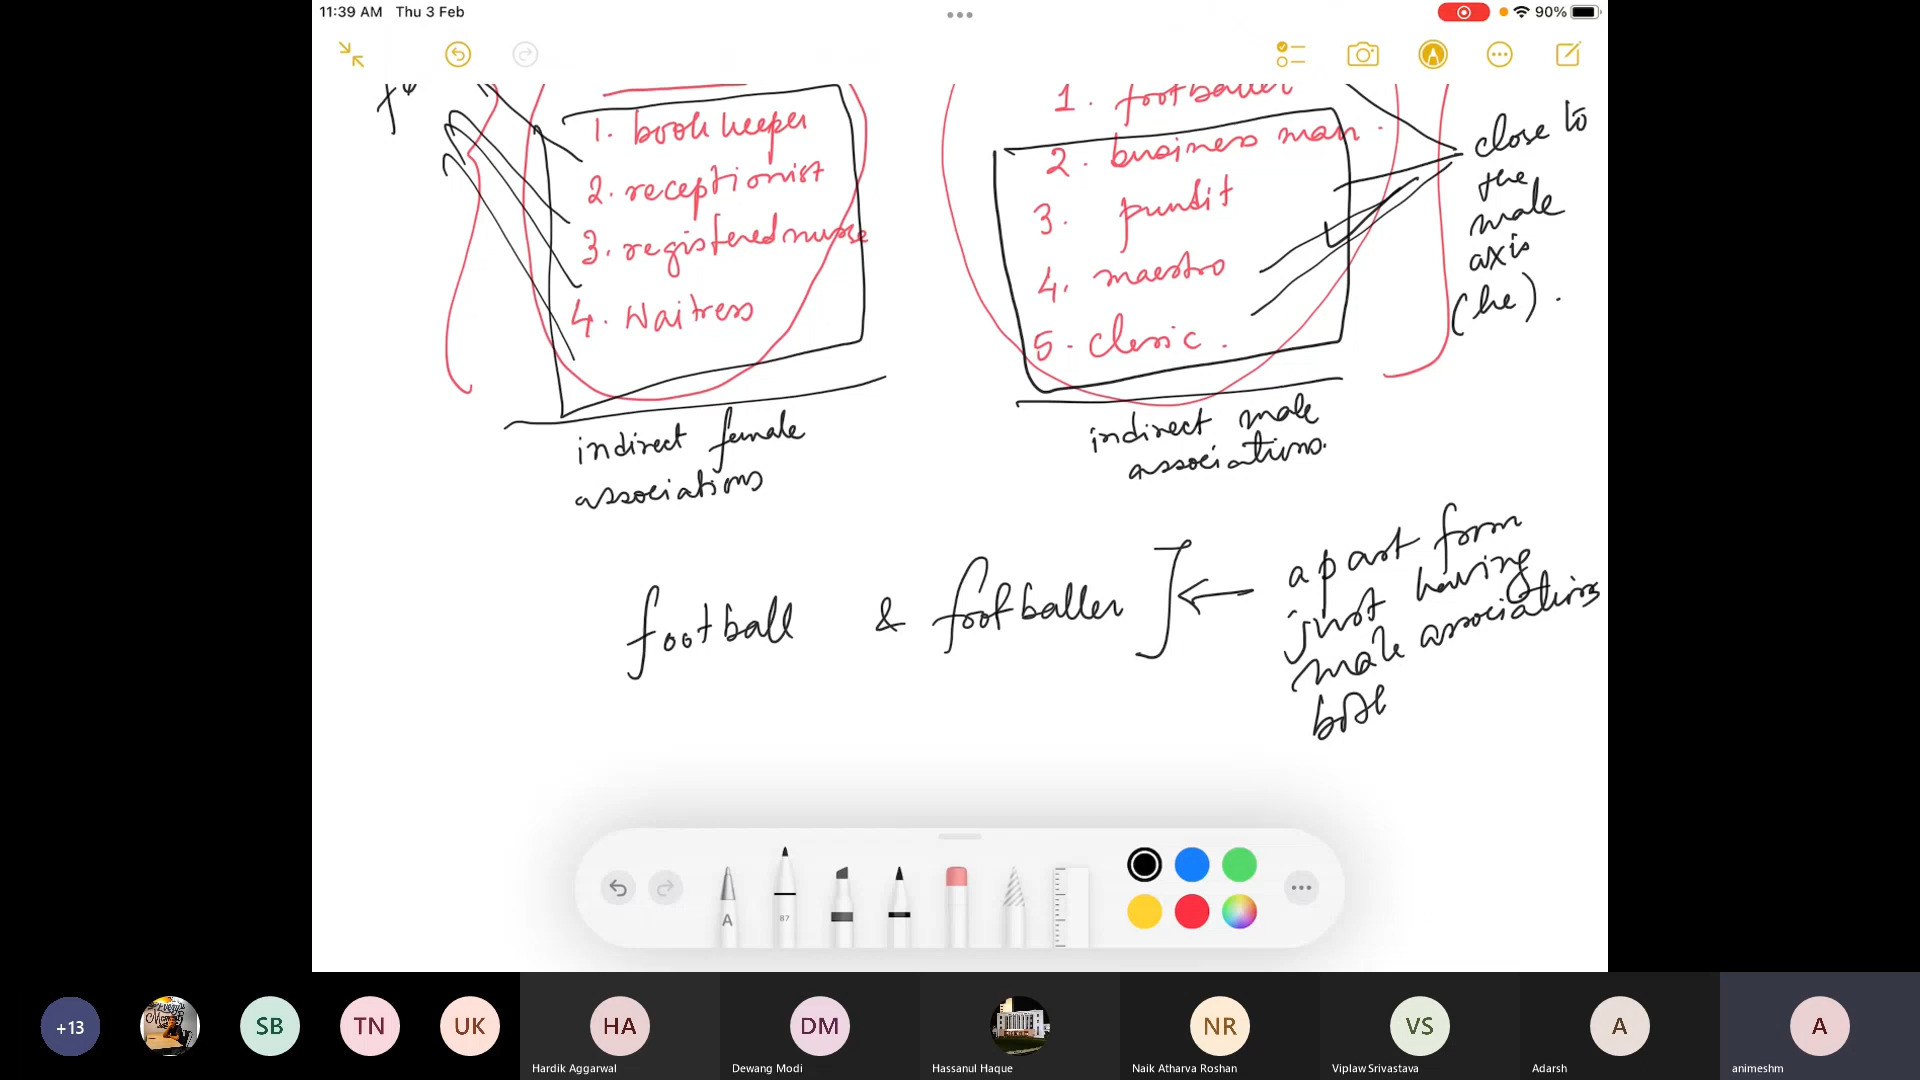 11:39 AM Thu 3 Feb
90%
1. book keeper
2. receptionist
3. registered nurse
4. Waitress
indirect female
associations
1. footballer
2. business man.
3. pundit
4. maestro
5. cleric.
indirect male
associations.
close to
the
male
axis
(he).
football & footballer
apart form
just having
male associations
both
A
87
+13
SB
TN
UK
HA
Hardik Aggarwal
DM
Dewang Modi
Hassanul Haque
NR
Naik Atharva Roshan
VS
Viplaw Srivastava
A
Adarsh
A
animeshm